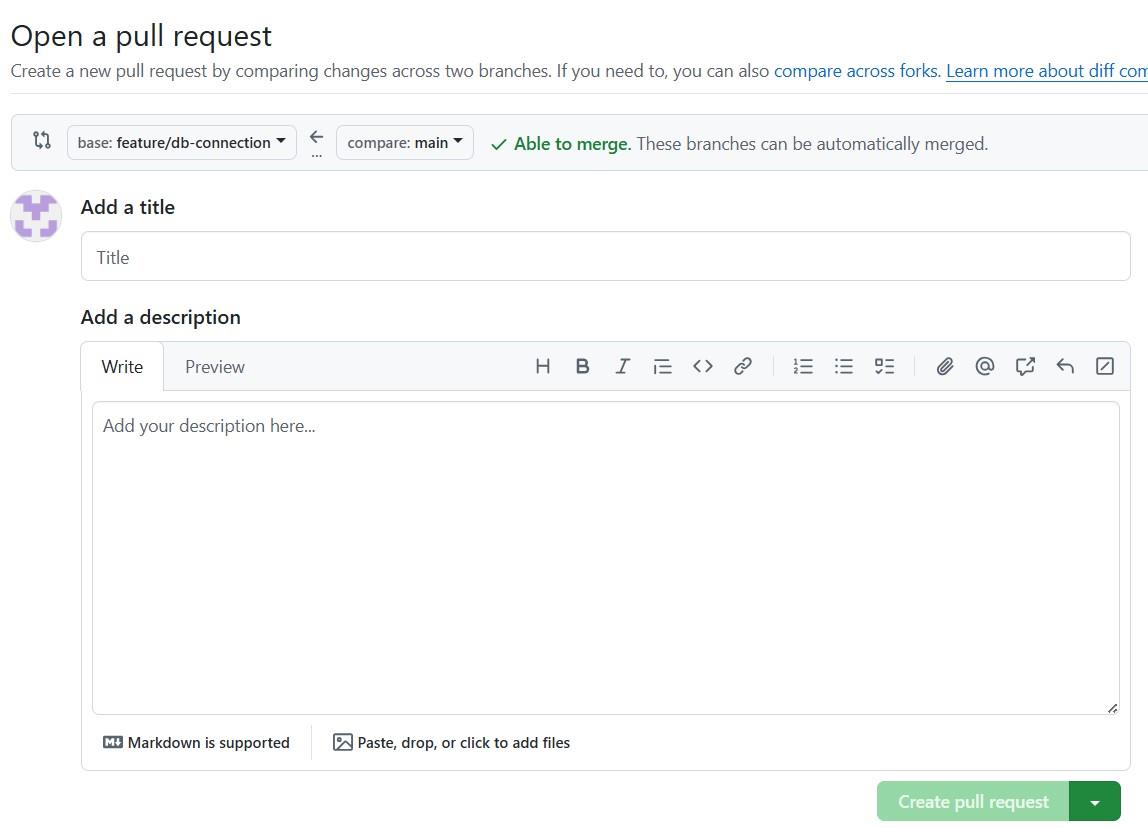 Open a pull request
Create a new pull request by comparing changes across two branches. If you need to, you can also compare across forks. Learn more about diff com
base: feature/db-connection ... compare: main Able to merge. These branches can be automatically merged.
Add a title
Title
Add a description
Write Preview
Add your description here...
Markdown is supported Paste, drop, or click to add files
Create pull request